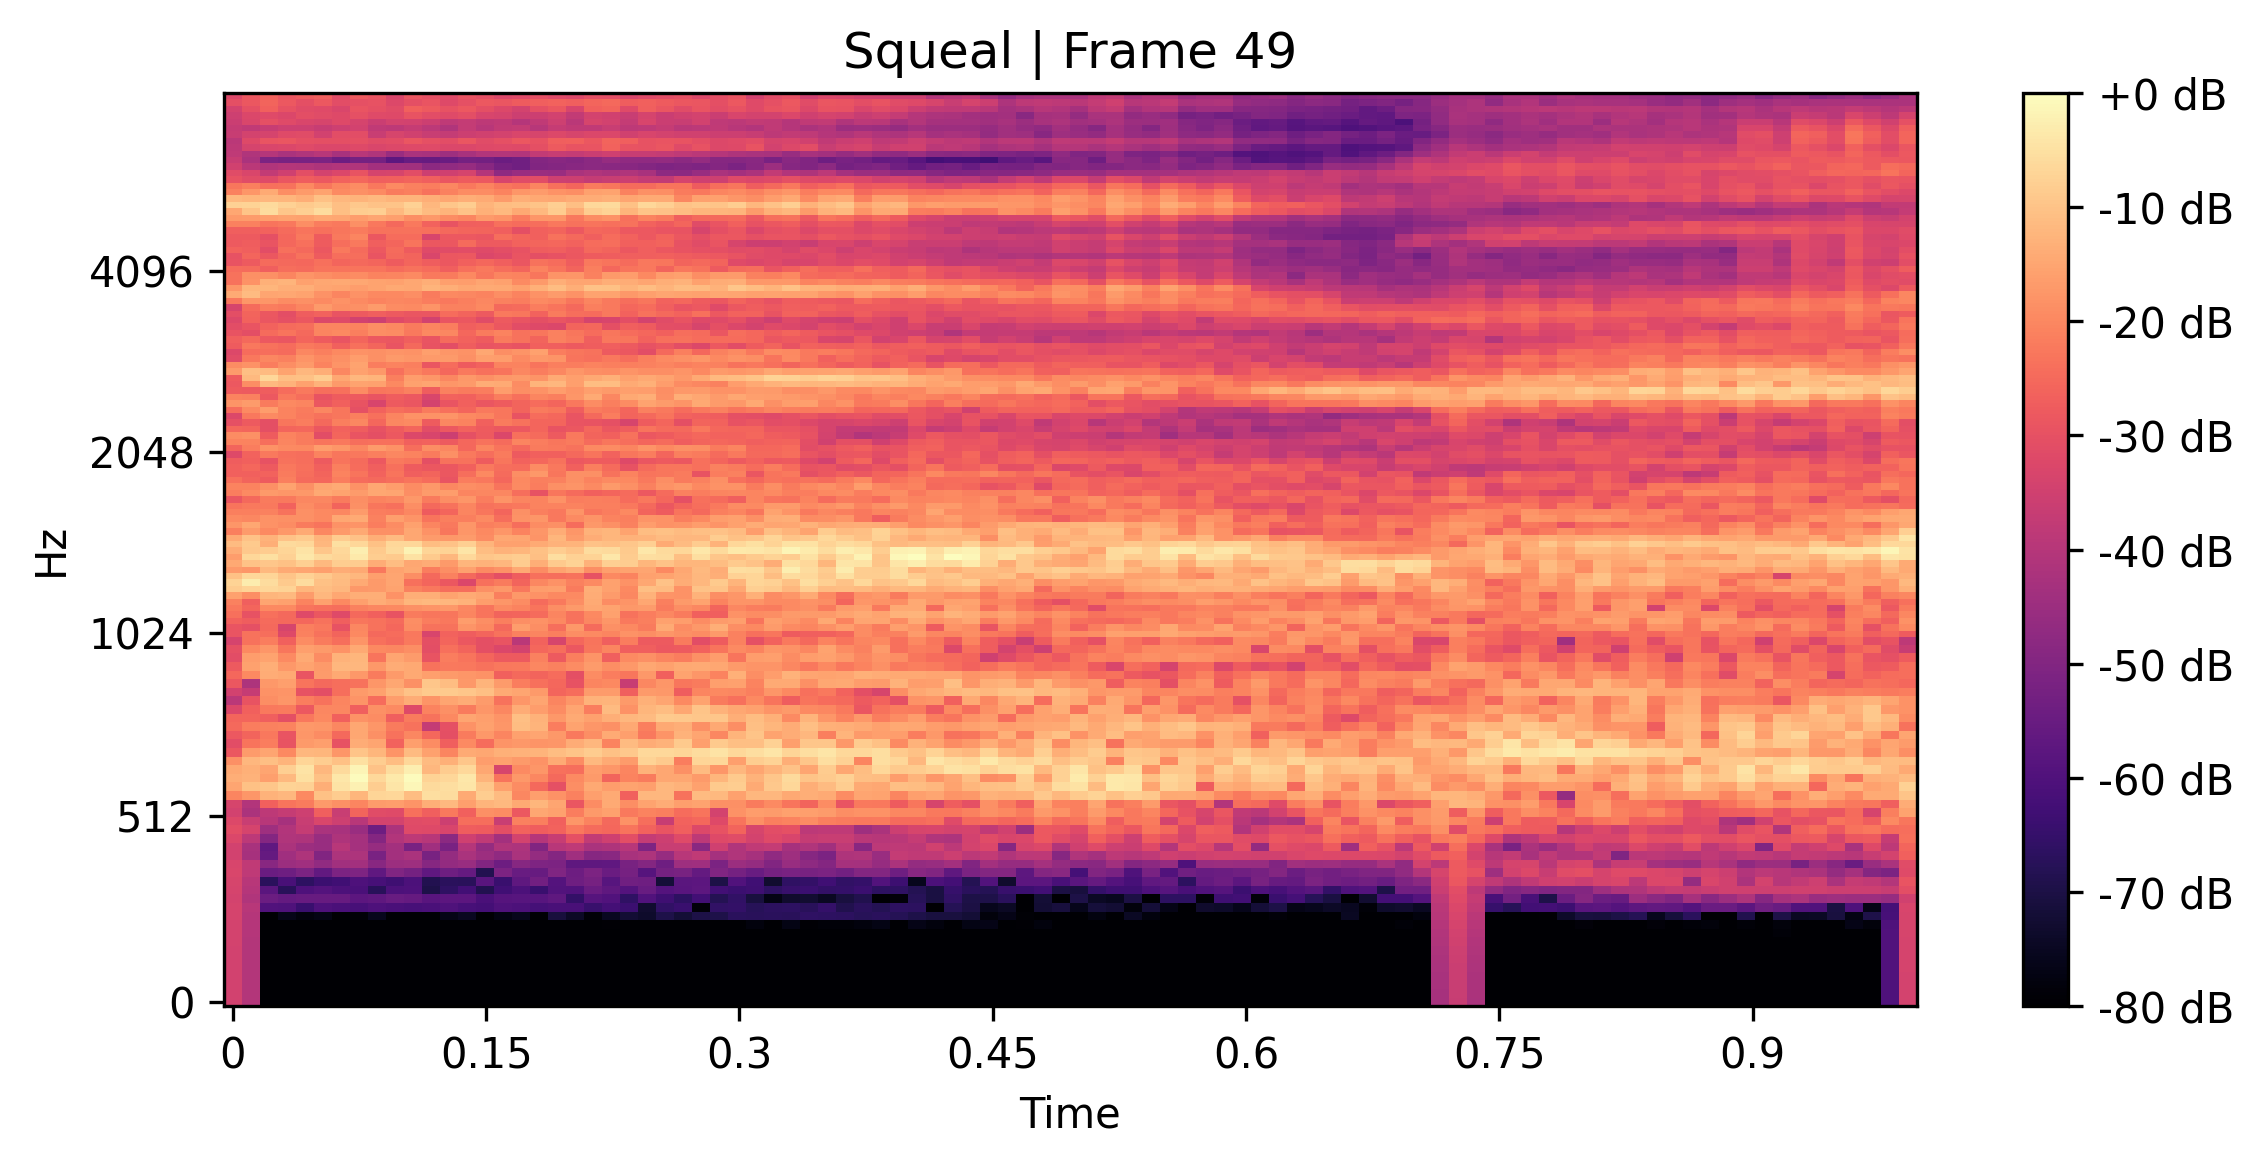 Squeal | Frame 49
Hz
4096
2048
1024
512
0
0 0.15 0.3 0.45 0.6 0.75 0.9
Time
+0 dB
-10 dB
-20 dB
-30 dB
-40 dB
-50 dB
-60 dB
-70 dB
-80 dB